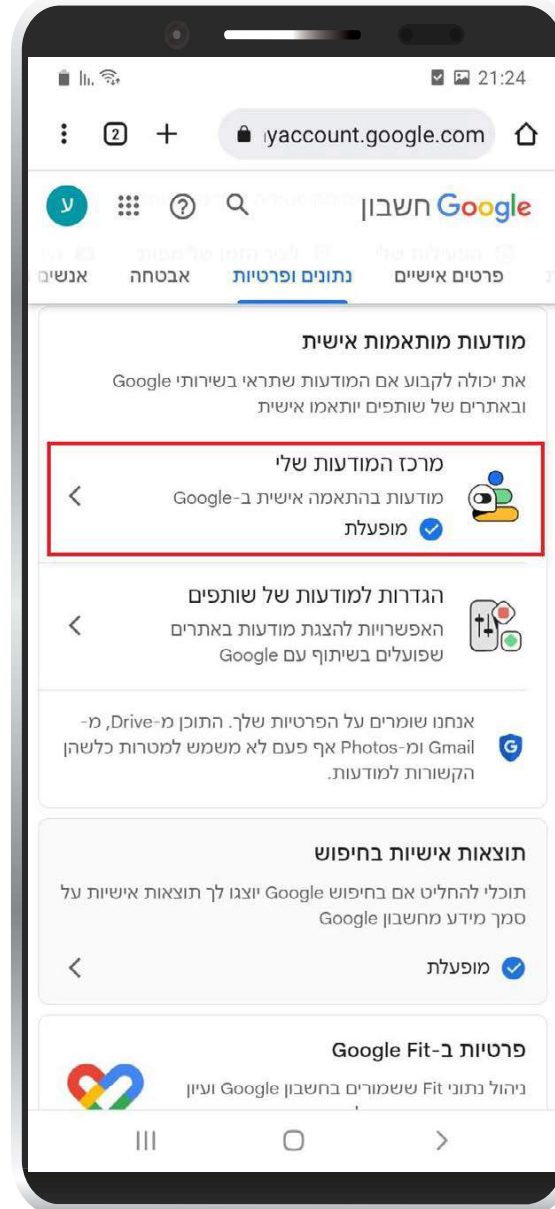 21:24
2
yaccount.google.com
חשבון Google
ע
פרטים אישיים
נתונים ופרטיות
אבטחה
אנשים
מודעות מותאמות אישית
את יכולה לקבוע אם המודעות שתראי בשירותי Google
ובאתרים של שותפים יותאמו אישית
מרכז המודעות שלי
מודעות בהתאמה אישית ב-Google
מופעלת
הגדרות למודעות של שותפים
האפשרויות להצגת מודעות באתרים
שפועלים בשיתוף עם Google
אנחנו שומרים על הפרטיות שלך. התוכן מ-Drive, מ-
Gmail ומ-Photos אף פעם לא משמש למטרות כלשהן
הקשורות למודעות.
G
תוצאות אישיות בחיפוש
תוכלי להחליט אם בחיפוש Google יוצגו לך תוצאות אישיות על
סמך מידע מחשבון Google
מופעלת
פרטיות ב-Google Fit
ניהול נתוני Fit ששמורים בחשבון Google ועיון